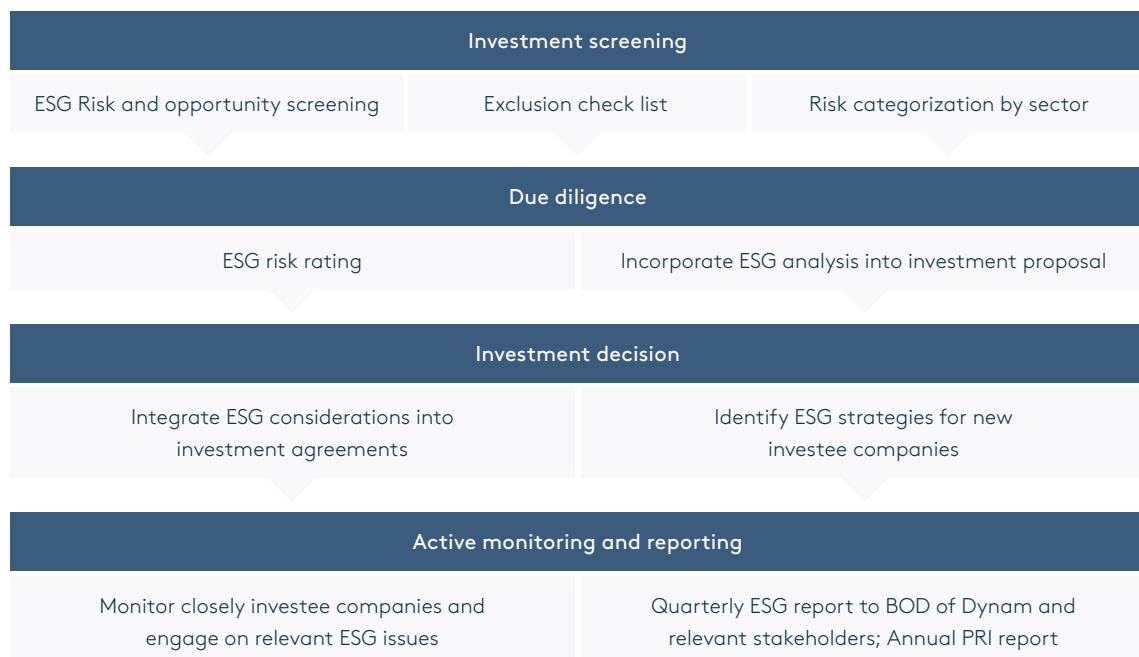 Investment screening
ESG Risk and opportunity screening
Exclusion check list
Risk categorization by sector
Due diligence
ESG risk rating
Incorporate ESG analysis into investment proposal
Investment decision
Integrate ESG considerations into
investment agreements
Identify ESG strategies for new
investee companies
Active monitoring and reporting
Monitor closely investee companies and
engage on relevant ESG issues
Quarterly ESG report to BOD of Dynam and
relevant stakeholders; Annual PRI report